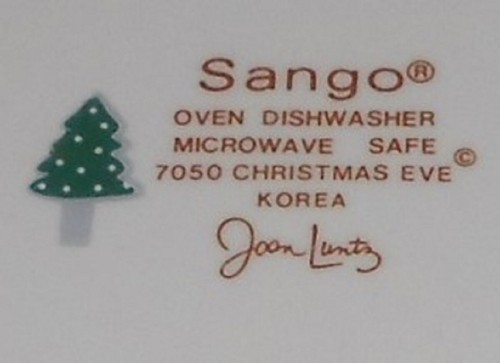 Sango®
OVEN DISHWASHER
MICROWAVE SAFE
7050 CHRISTMAS EVE©
KOREA
Joan Luntz